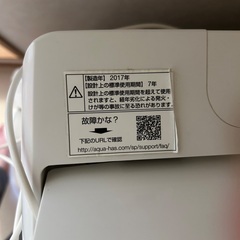 【製造年】2017年
【設計上の標準使用期間】7年
設計上の標準使用期間を超えて使用
されますと、経年劣化による発火・
けが等の事故に至る恐れがあります。
故障かな？
下記のURLで確認
http://aqua-has.com/sp/support/faq/